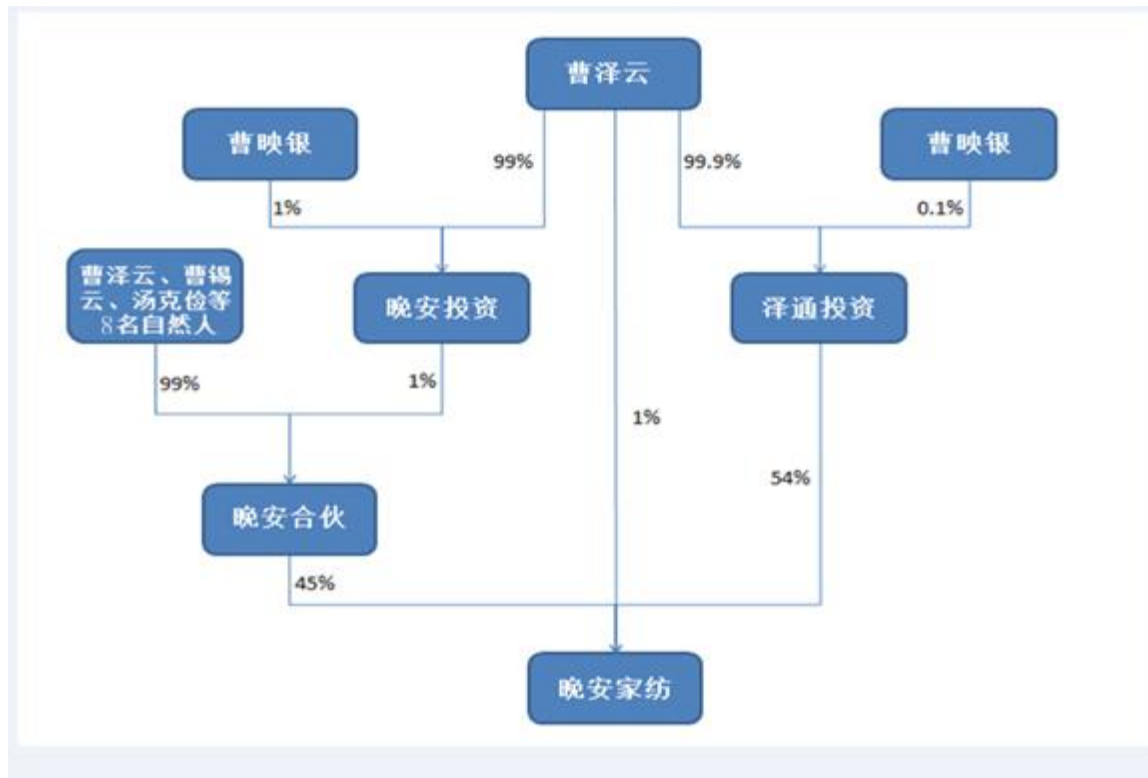 曹泽云
曹映银
曹映银
99%
99.9%
1%
0.1%
曹泽云、曹锡
云、汤克俭等
8名自然人
晚安投资
泽通投资
99%
1%
1%
54%
晚安合伙
45%
晚安家纺